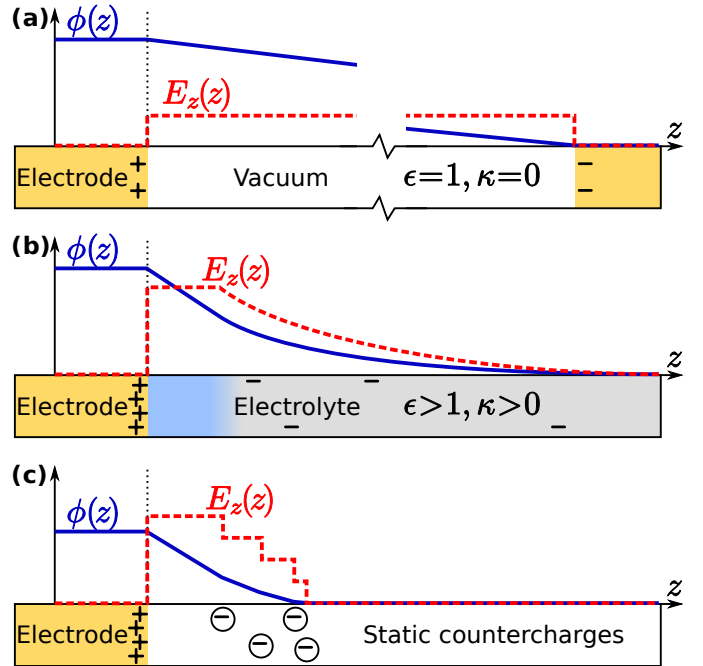 (a)
ϕ(z)
E_z(z)
z
Electrode
+
+
Vacuum
ϵ=1, κ=0
−
−
(b)
ϕ(z)
E_z(z)
z
Electrode
+
+
+
+
Electrolyte
ϵ>1, κ>0
−
−
−
−
(c)
ϕ(z)
E_z(z)
z
Electrode
+
+
+
+
−
−
−
−
Static countercharges